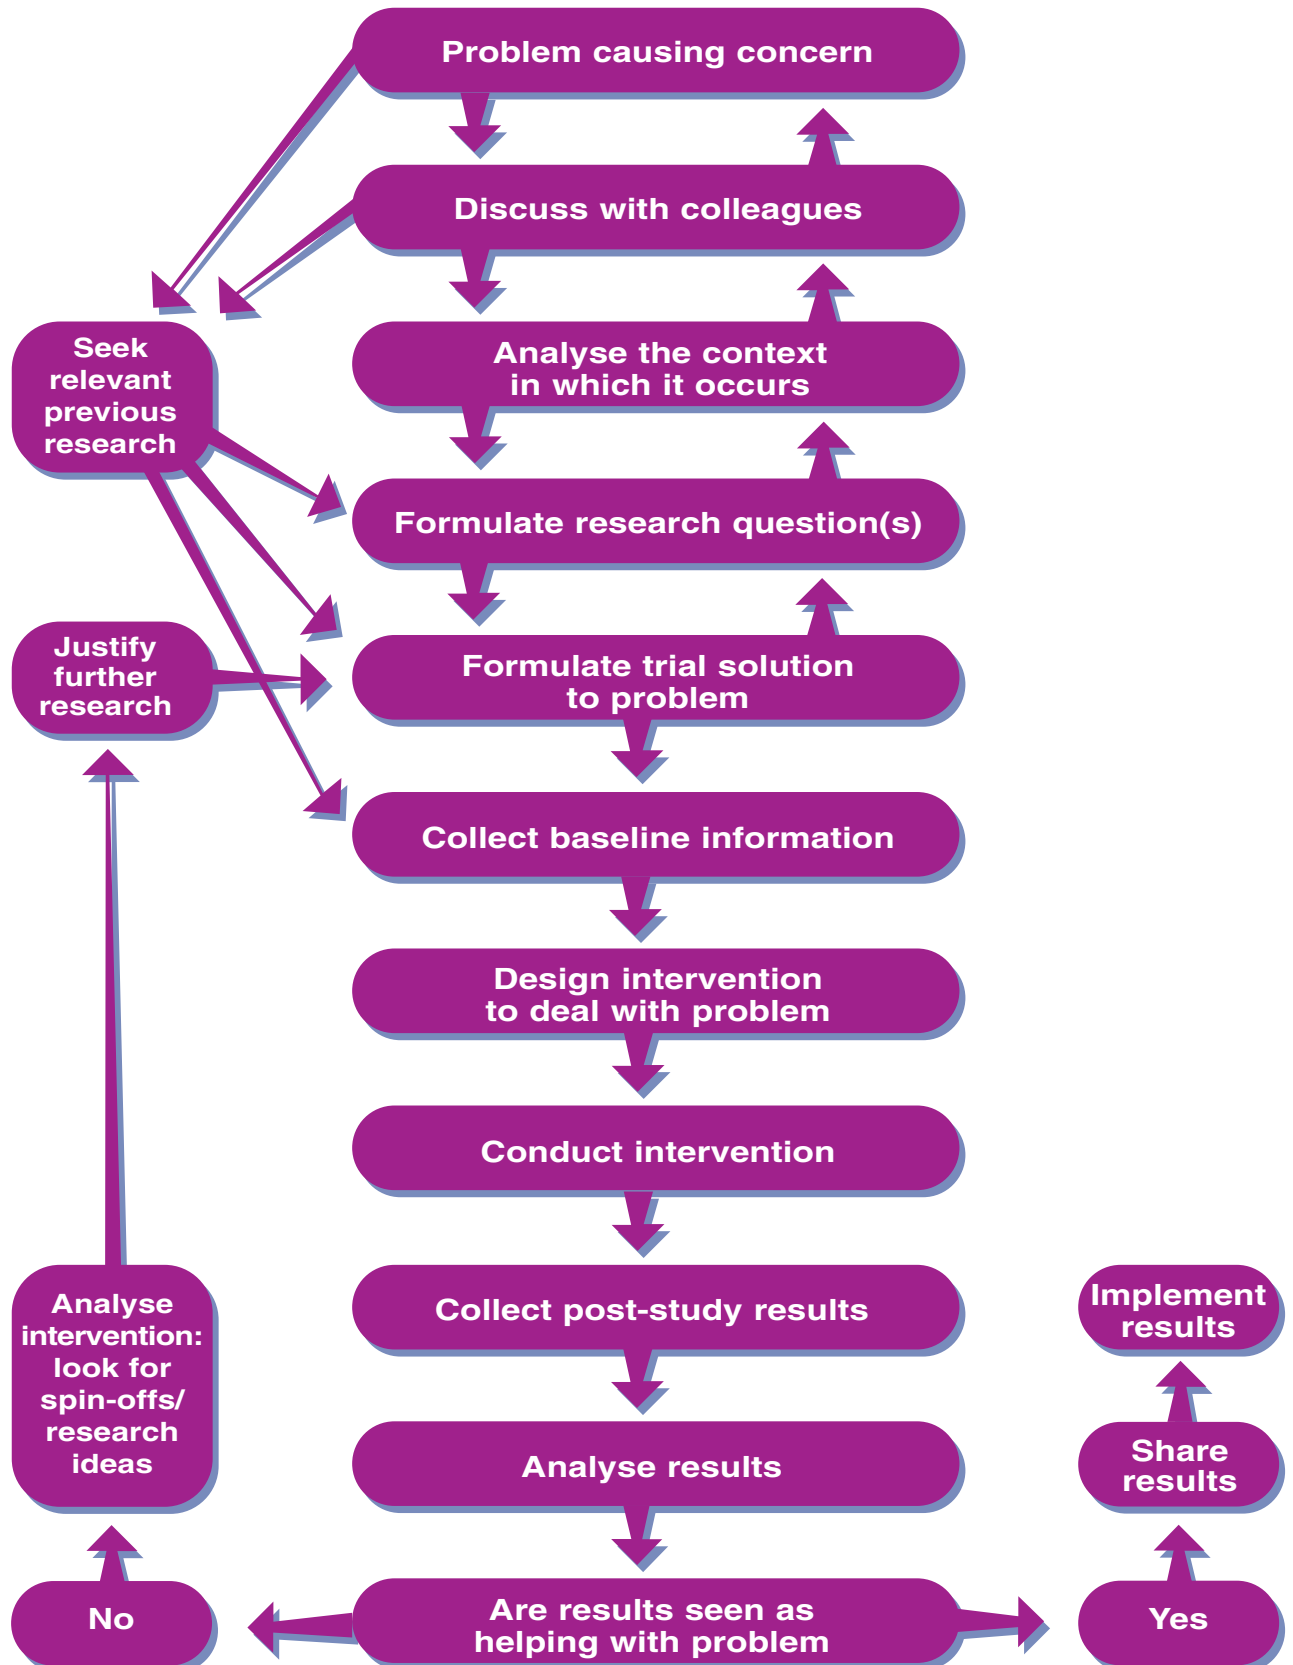 Problem causing concern
Discuss with colleagues
Seek
relevant
previous
research
Analyse the context
in which it occurs
Formulate research question(s)
Justify
further
research
Formulate trial solution
to problem
Collect baseline information
Design intervention
to deal with problem
Conduct intervention
Analyse
intervention:
look for
spin-offs/
research
ideas
Collect post-study results
Implement
results
Analyse results
Share
results
No
Are results seen as
helping with problem
Yes